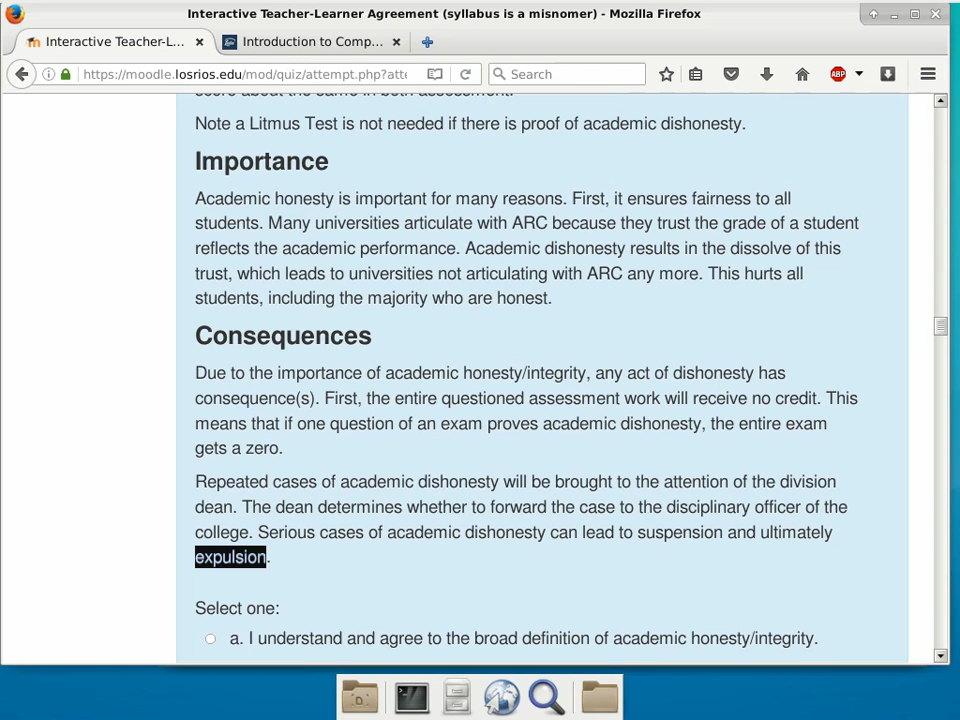 Interactive Teacher-Learner Agreement (syllabus is a misnomer) - Mozilla Firefox
Interactive Teacher-L... Introduction to Comp...
https://moodle.losrios.edu/mod/quiz/attempt.php?atte Search ABP
score about the same in both assessment.
Note a Litmus Test is not needed if there is proof of academic dishonesty.
Importance
Academic honesty is important for many reasons. First, it ensures fairness to all
students. Many universities articulate with ARC because they trust the grade of a student
reflects the academic performance. Academic dishonesty results in the dissolve of this
trust, which leads to universities not articulating with ARC any more. This hurts all
students, including the majority who are honest.
Consequences
Due to the importance of academic honesty/integrity, any act of dishonesty has
consequence(s). First, the entire questioned assessment work will receive no credit. This
means that if one question of an exam proves academic dishonesty, the entire exam
gets a zero.
Repeated cases of academic dishonesty will be brought to the attention of the division
dean. The dean determines whether to forward the case to the disciplinary officer of the
college. Serious cases of academic dishonesty can lead to suspension and ultimately
expulsion.
Select one:
a. I understand and agree to the broad definition of academic honesty/integrity.